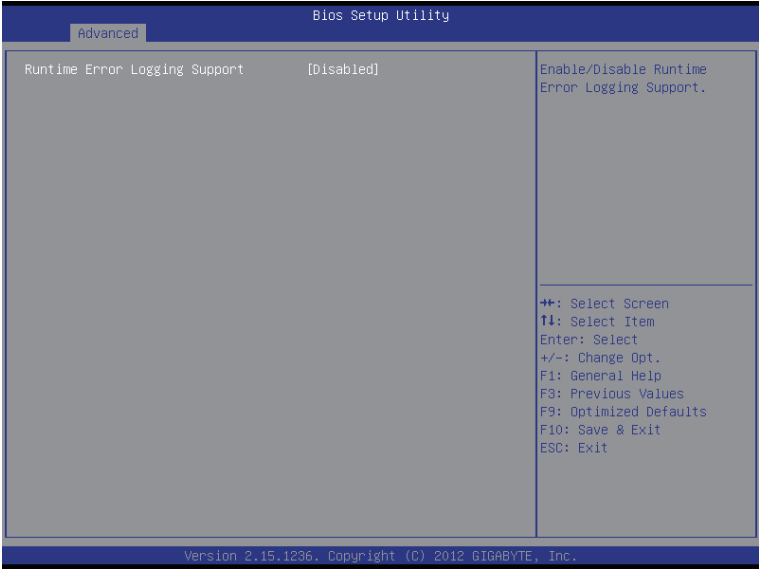 Bios Setup Utility
Advanced
Runtime Error Logging Support [Disabled]
Enable/Disable Runtime
Error Logging Support.
→←: Select Screen
↑↓: Select Item
Enter: Select
+/-: Change Opt.
F1: General Help
F3: Previous Values
F9: Optimized Defaults
F10: Save & Exit
ESC: Exit
Version 2.15.1236. Copyright (C) 2012 GIGABYTE, Inc.